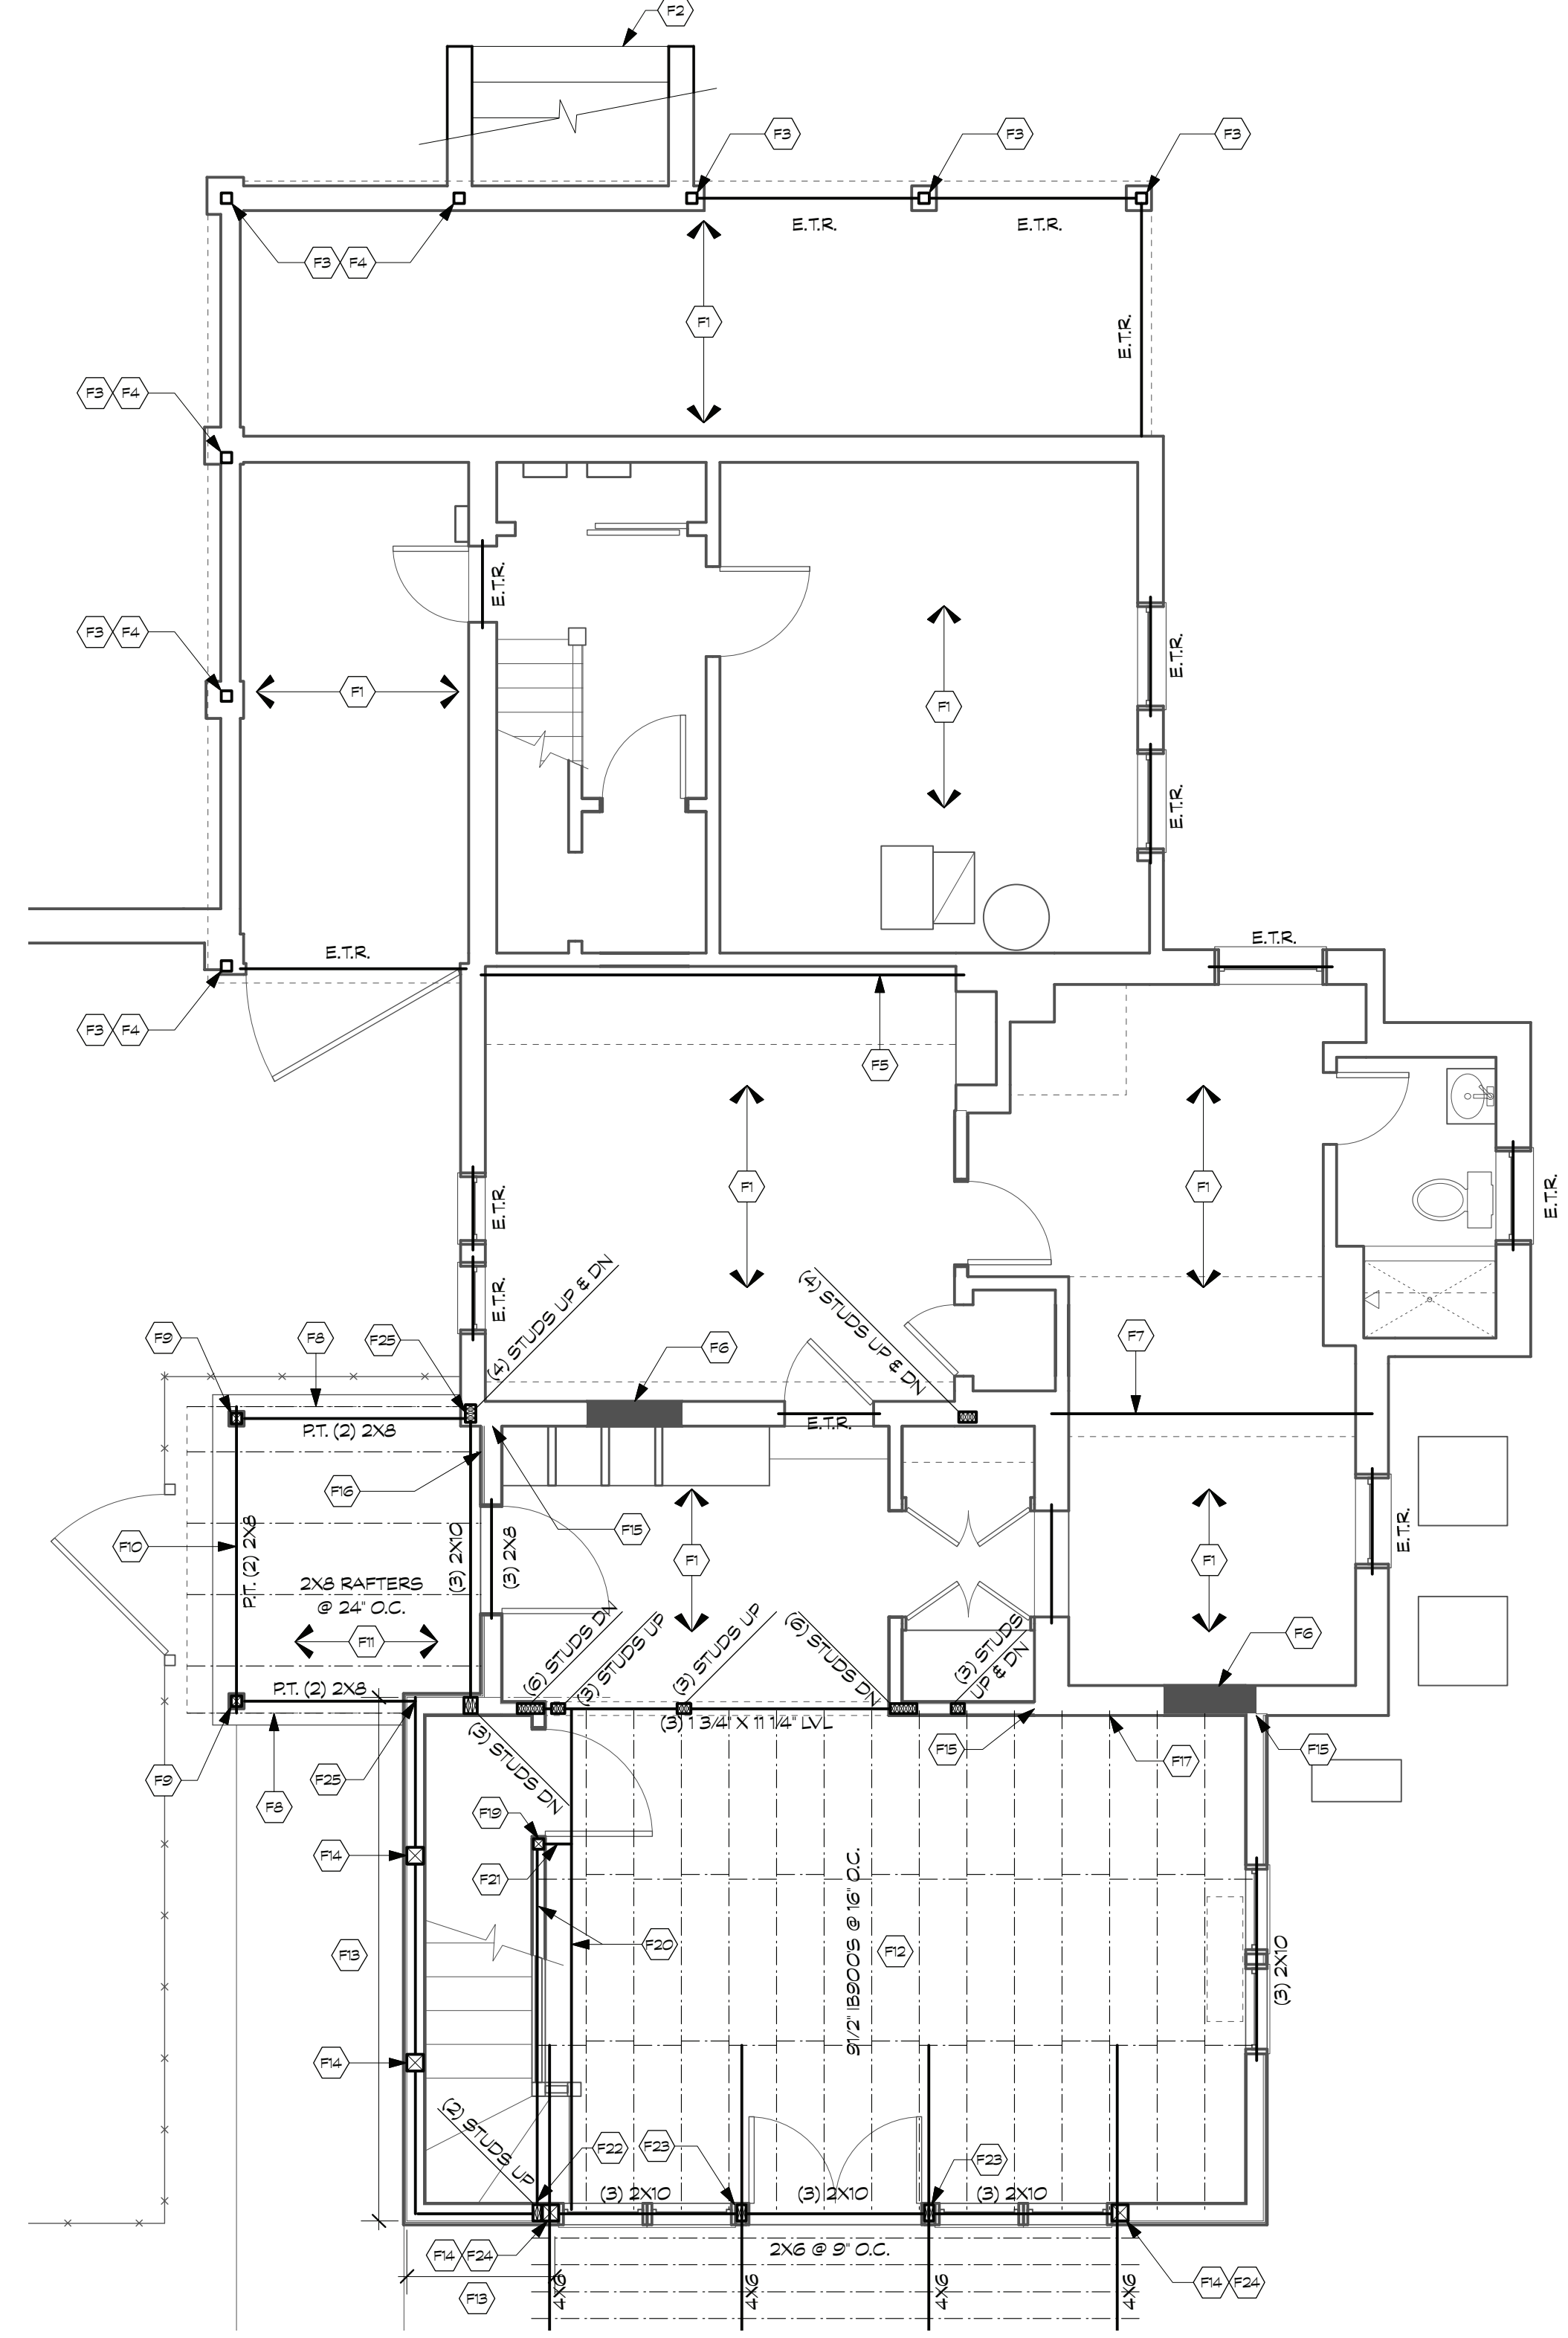 F2
F3
F3
F3
E.T.R.
E.T.R.
F3 F4
F1
E.T.R.
F3 F4
E.T.R.
F3 F4
E.T.R.
F1
F1
E.T.R.
E.T.R.
E.T.R.
F3 F4
F5
F1
F1
E.T.R.
E.T.R.
E.T.R.
(4) STUDS UP & DN
(4) STUDS UP & DN
F9
F8
F25
F6
F7
P.T. (2) 2X8
E.T.R.
F16
F15
F10
P.T. (2) 2X8
(3) 2X10
(3) 2X8
F1
F1
E.T.R.
2X8 RAFTERS
@ 24" O.C.
F11
(6) STUDS DN
(3) STUDS UP
(3) STUDS UP
(6) STUDS DN
(3) STUDS
UP & DN
F6
P.T. (2) 2X8
(3) 1 3/4" X 11 1/4" LVL
F15
F17
F15
F9
F8
F25
(3) STUDS DN
F19
F14
F21
F13
F20
9 1/2" IB900'S @ 16" O.C.
F12
(3) 2X10
F14
(2) STUDS UP
F22
F23
F23
(3) 2X10
(3) 2X10
(3) 2X10
F14 F24
2X6 @ 9" O.C.
F13
4X6
4X6
4X6
4X6
F14 F24